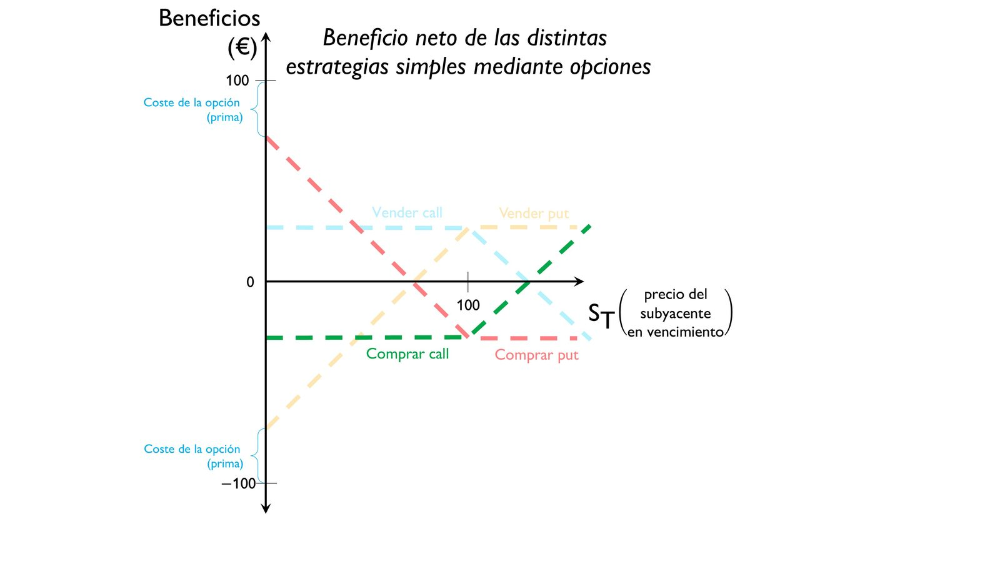 Beneficios
(€)
Beneficio neto de las distintas
estrategias simples mediante opciones
100
Coste de la opción
(prima)
Vender call
Vender put
0
100
S_T
precio del
subyacente
en vencimiento
Comprar call
Comprar put
Coste de la opción
(prima)
−100